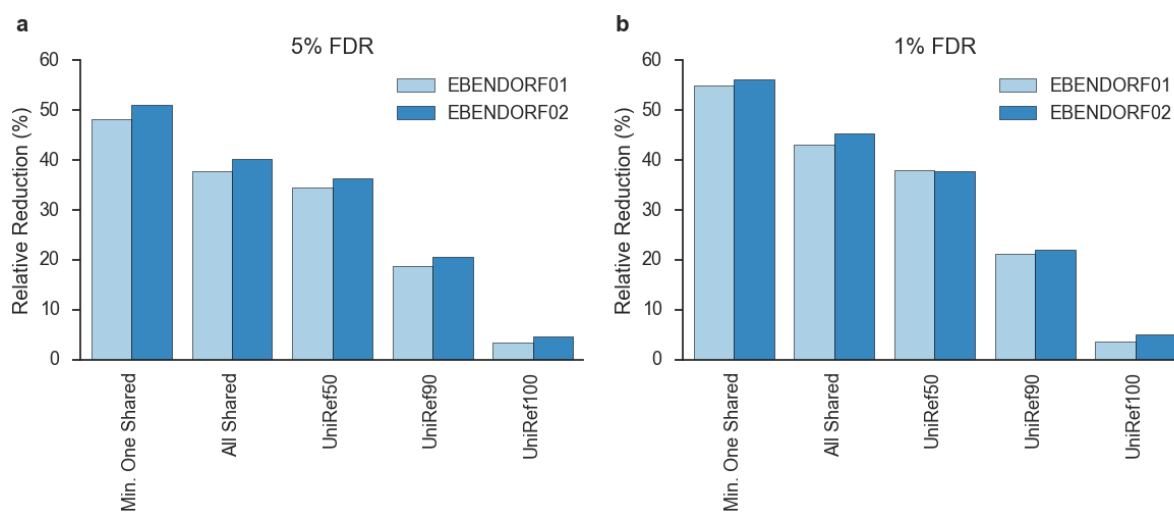 a
5% FDR
Relative Reduction (%)
60
50
40
30
20
10
0
EBENDORF01
EBENDORF02
Min. One Shared
All Shared
UniRef50
UniRef90
UniRef100
b
1% FDR
Relative Reduction (%)
60
50
40
30
20
10
0
EBENDORF01
EBENDORF02
Min. One Shared
All Shared
UniRef50
UniRef90
UniRef100